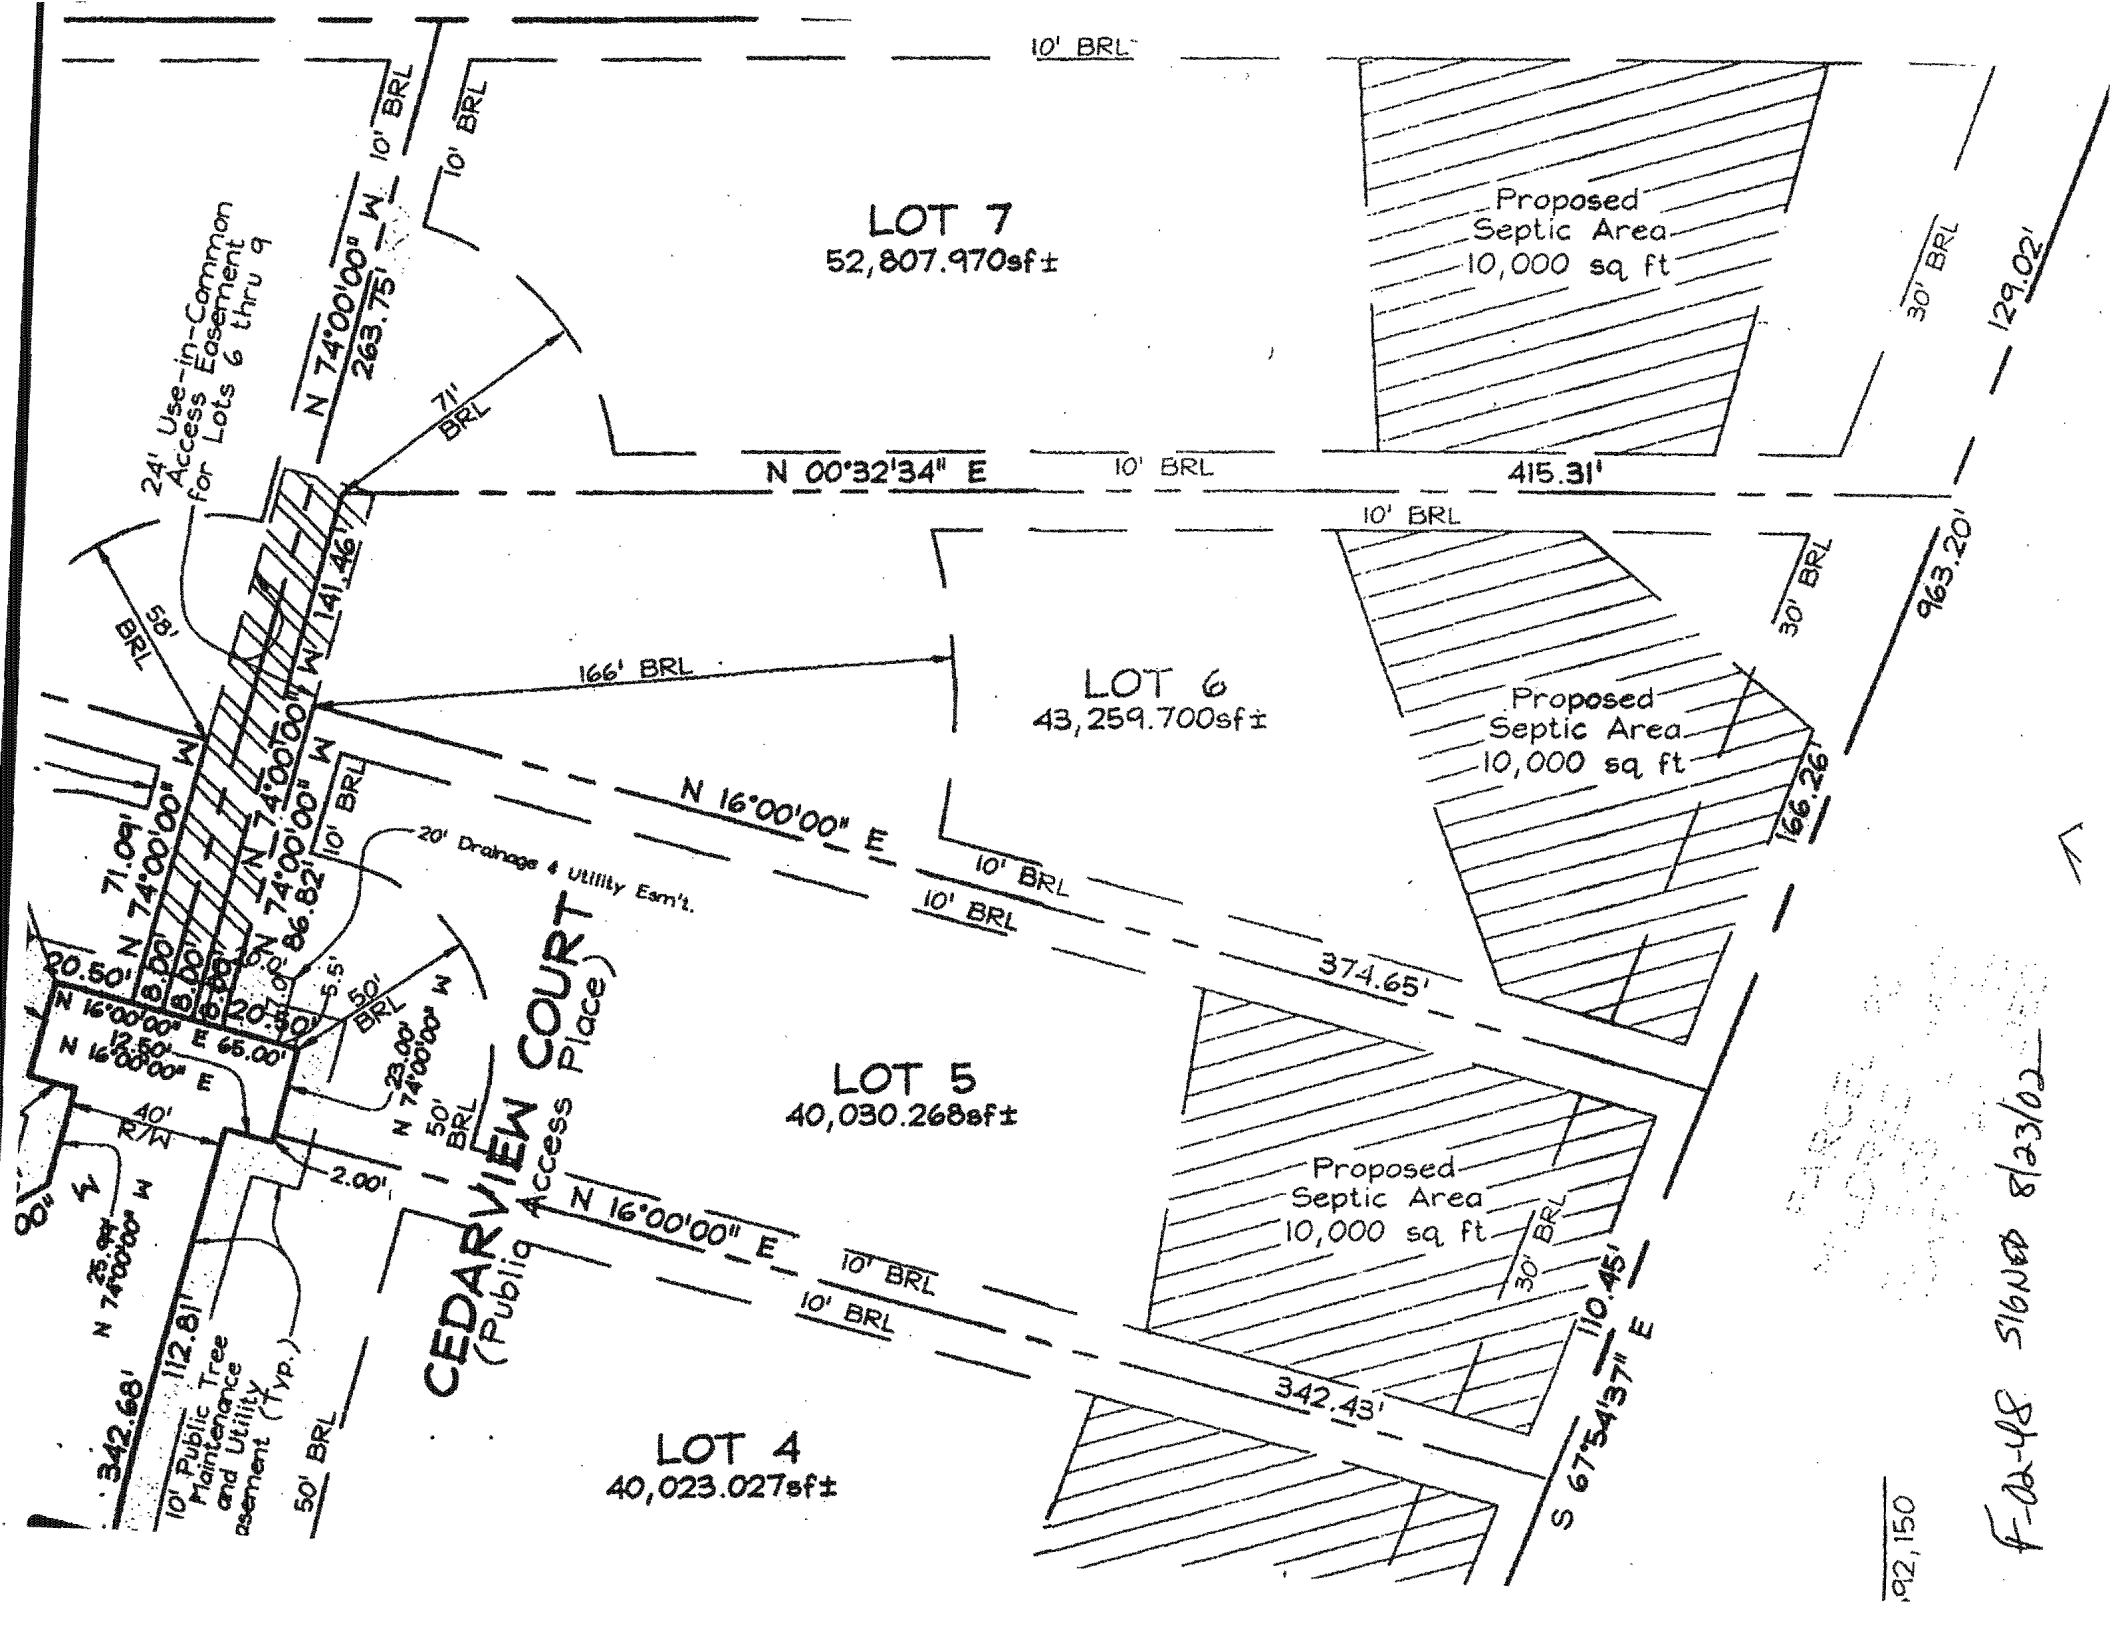 10' BRL
10' BRL
10' BRL
LOT 7
52,807.970sf±
Proposed
Septic Area
10,000 sq ft
30' BRL
129.02'
24' Use-in-Common
Access Easement
for Lots 6 thru 9
N 74°00'00" W
263.75'
71'
BRL
N 00°32'34" E
10' BRL
415.31'
10' BRL
963.20'
30' BRL
58'
BRL
141.46'
N 74°00'00" W
166' BRL
LOT 6
43,259.700sf±
Proposed
Septic Area
10,000 sq ft
166.26'
N 16°00'00" E
10' BRL
10' BRL
374.65'
71.09'
N 74°00'00" W
N 74°00'00" W
86.82'
10' BRL
20' Drainage & Utility Esm't.
20.50'
8.00'
8.00'
8.00'
20.50'
5.5'
50'
BRL
N 16°00'00" E 65.00'
12.50'
N 16°00'00" E
23.00'
N 74°00'00" W
50'
BRL
CEDARVIEW COURT
(Public Access Place)
LOT 5
40,030.268sf±
Proposed
Septic Area
10,000 sq ft
30' BRL
110.45'
S 67°54'37" E
40'
R/W
2.00'
25.99'
N 74°00'00" W
00"
N 16°00'00" E
10' BRL
10' BRL
342.43'
112.81'
342.68'
10' Public Tree
Maintenance
and Utility
asement (Typ.)
50' BRL
LOT 4
40,023.027sf±
F-02-48 SIGNED 8/23/02
92,150